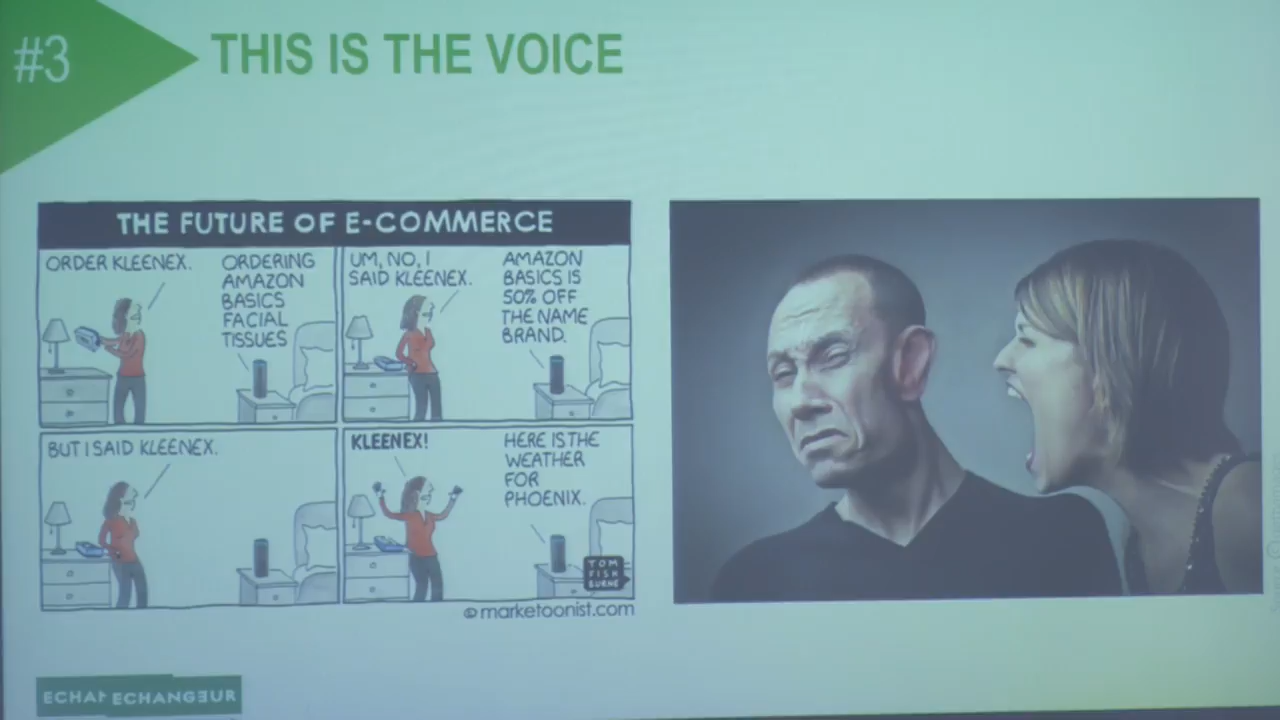 #3
THIS IS THE VOICE
THE FUTURE OF E-COMMERCE
ORDER KLEENEX.
ORDERING
AMAZON
BASICS
FACIAL
TISSUES
UM, NO, I
SAID KLEENEX.
AMAZON
BASICS IS
50% OFF
THE NAME
BRAND.
BUT I SAID KLEENEX.
KLEENEX!
HERE IS THE
WEATHER
FOR
PHOENIX.
TOM
FISH
BURNE
© marketoonist.com
ECHANGEUR